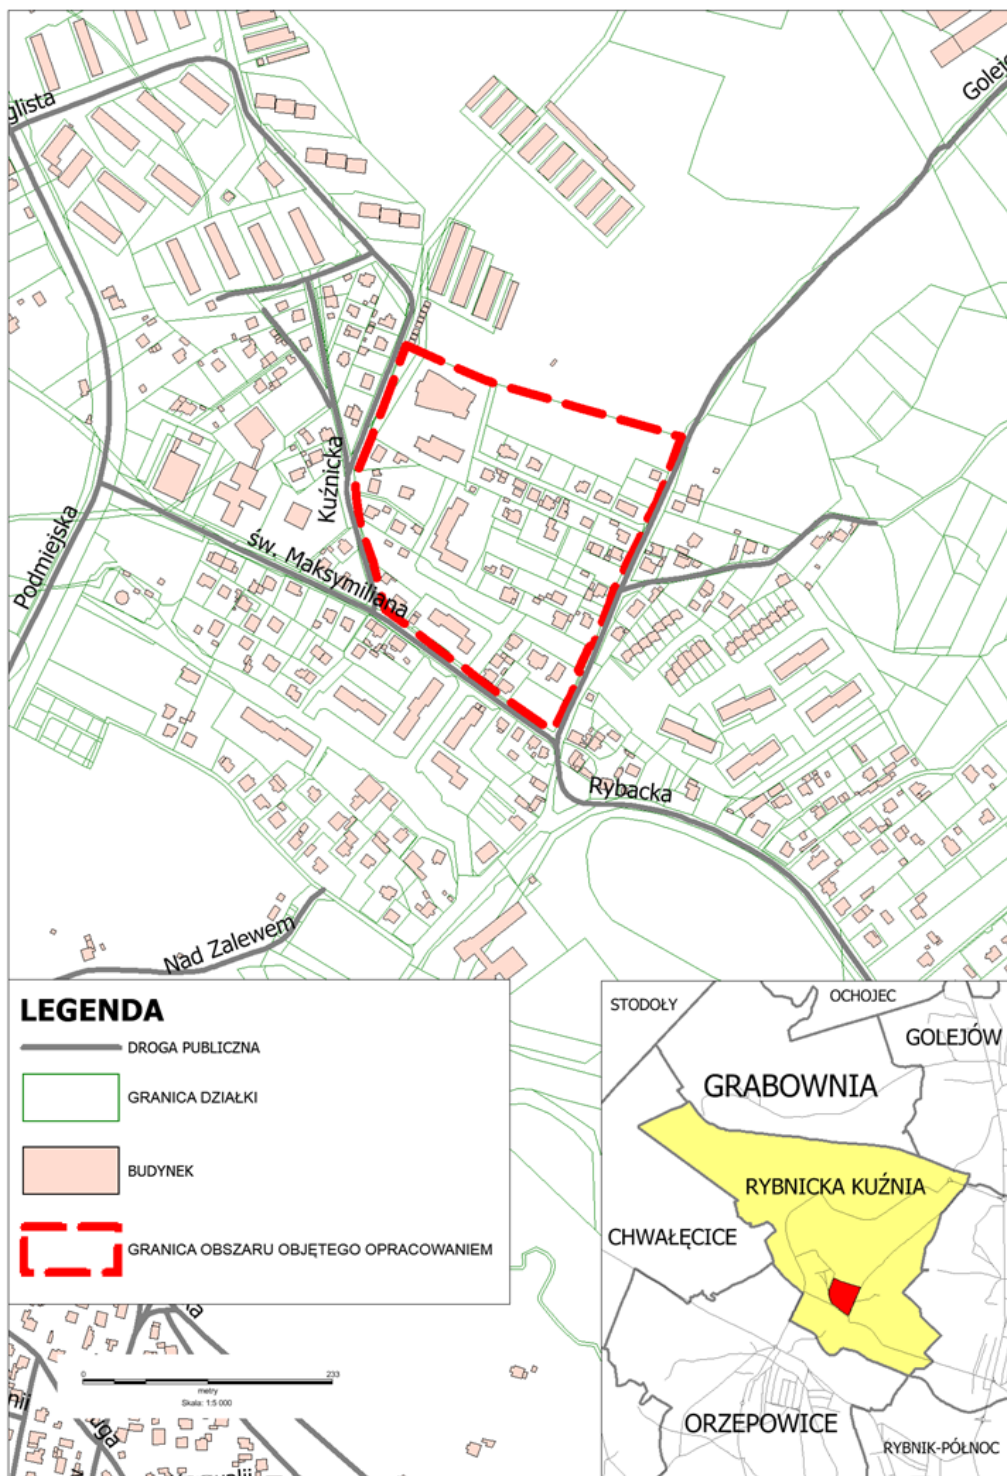 glista
Golej
Kuźnicka
św. Maksymiliana
Podmiejska
Rybacka
Nad Zalewem
LEGENDA
DROGA PUBLICZNA
GRANICA DZIAŁKI
BUDYNEK
GRANICA OBSZARU OBJĘTEGO OPRACOWANIEM
0
233
metry
Skala: 1:5 000
STODOŁY
OCHOJEC
GOLEJÓW
GRABOWNIA
RYBNICKA KUŹNIA
CHWAŁĘCICE
ORZEPOWICE
RYBNIK-PÓŁNOC